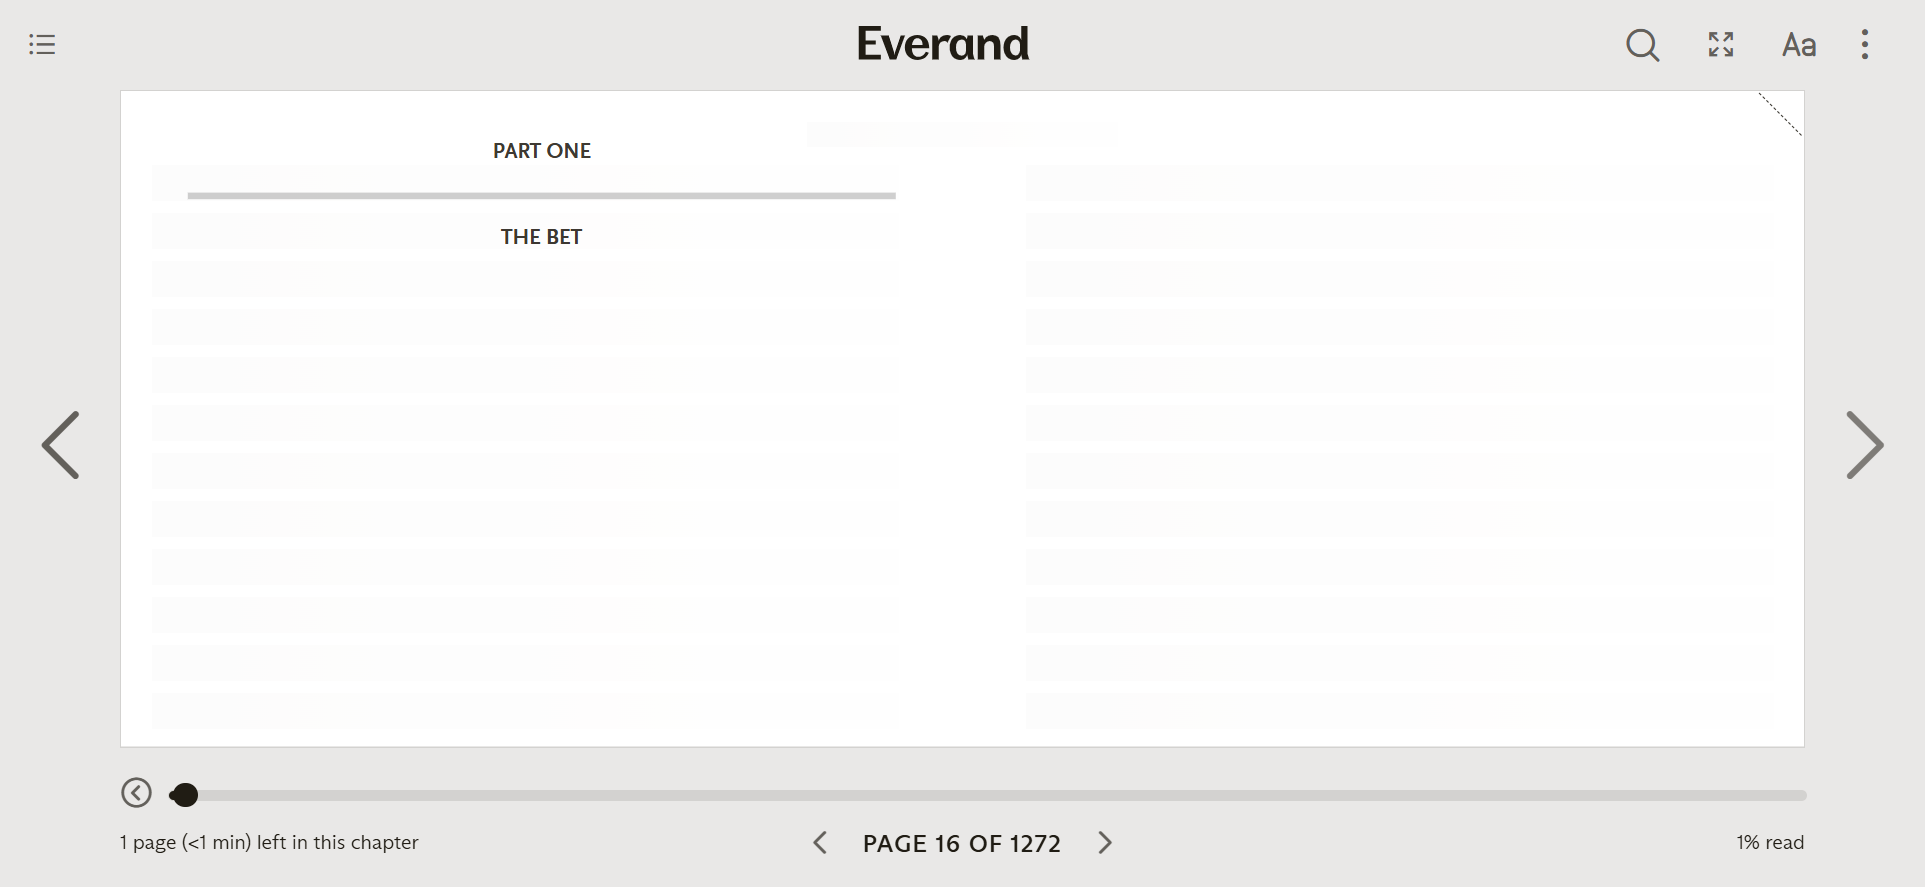 Everand
Aa
PART ONE
THE BET
1 page (<1 min) left in this chapter
PAGE 16 OF 1272
1% read